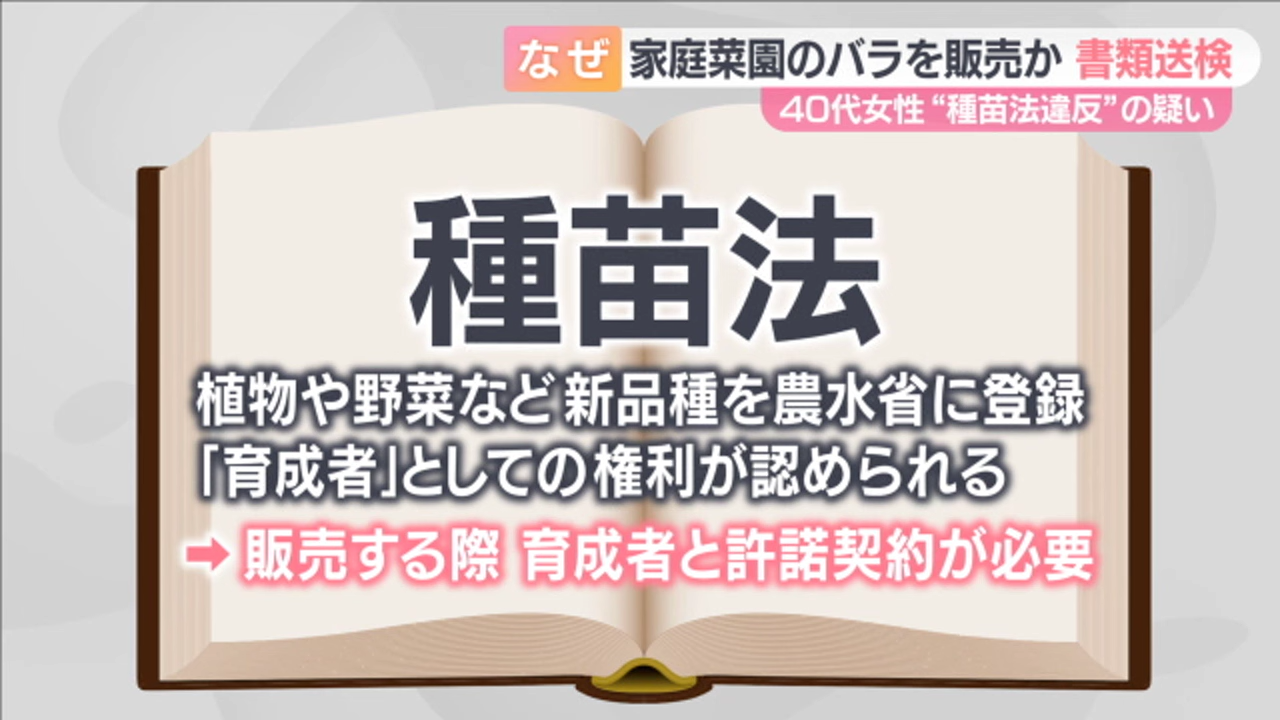 なぜ 家庭菜園のバラを販売か 書類送検
40代女性“種苗法違反”の疑い
種苗法
植物や野菜など 新品種を農水省に登録
「育成者」としての権利が認められる
➡ 販売する際 育成者と許諾契約が必要